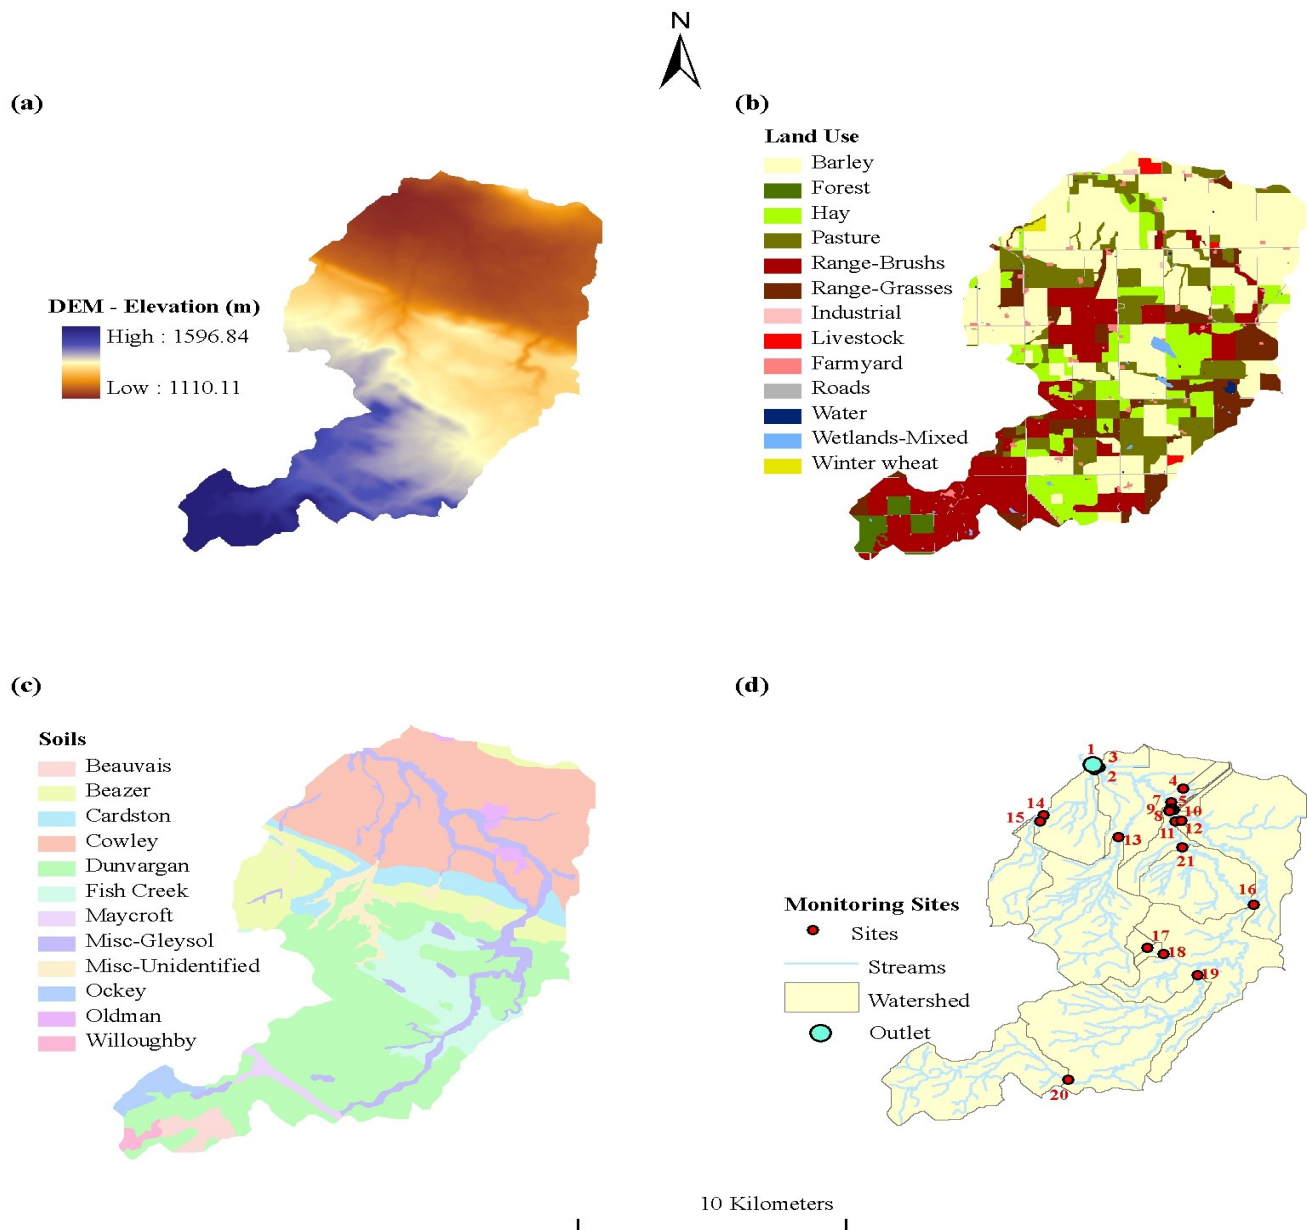 N
(a)
DEM - Elevation (m)
High : 1596.84
Low : 1110.11
(b)
Land Use
Barley
Forest
Hay
Pasture
Range-Brushs
Range-Grasses
Industrial
Livestock
Farmyard
Roads
Water
Wetlands-Mixed
Winter wheat
(c)
Soils
Beauvais
Beazer
Cardston
Cowley
Dunvargan
Fish Creek
Maycroft
Misc-Gleysol
Misc-Unidentified
Ockey
Oldman
Willoughby
(d)
Monitoring Sites
Sites
Streams
Watershed
Outlet
1
3
2
4
7
5
9
8
10
11
12
14
15
13
21
16
17
18
19
20
10 Kilometers